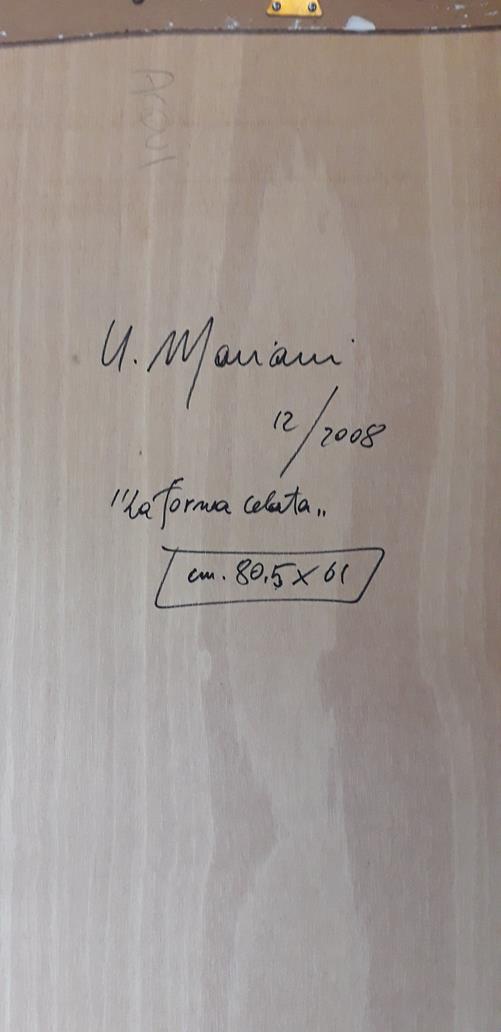 U. Mariani
12/2008
"La forma celata"
cm. 80,5 X 61